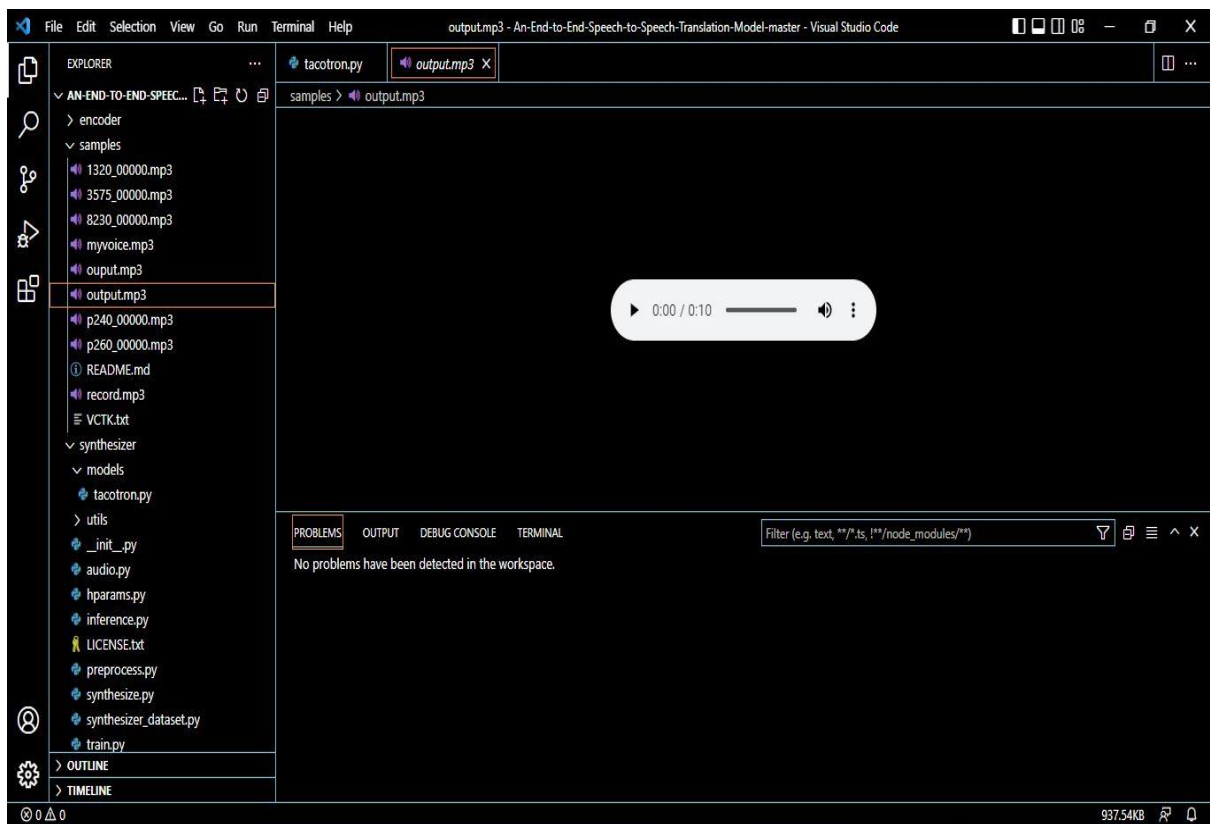 File Edit Selection View Go Run Terminal Help output.mp3 - An-End-to-End-Speech-to-Speech-Translation-Model-master - Visual Studio Code
EXPLORER
AN-END-TO-END-SPEEC...
encoder
samples
1320_00000.mp3
3575_00000.mp3
8230_00000.mp3
myvoice.mp3
ouput.mp3
output.mp3
p240_00000.mp3
p260_00000.mp3
README.md
record.mp3
VCTK.txt
synthesizer
models
tacotron.py
utils
__init__.py
audio.py
hparams.py
inference.py
LICENSE.txt
preprocess.py
synthesize.py
synthesizer_dataset.py
train.py
OUTLINE
TIMELINE
tacotron.py output.mp3
samples > output.mp3
0:00 / 0:10
PROBLEMS OUTPUT DEBUG CONSOLE TERMINAL Filter (e.g. text, **/*.ts, !**/node_modules/**)
No problems have been detected in the workspace.
0 0 937.54KB